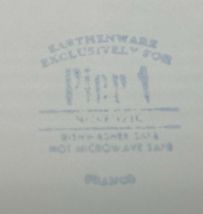 EARTHENWARE
EXCLUSIVELY FOR
Pier 1
DISHWASHER SAFE
NOT MICROWAVE SAFE